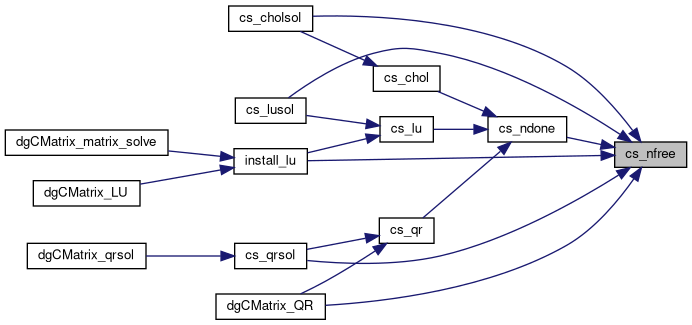 cs_cholsol
cs_chol
cs_lusol
cs_lu
cs_ndone
dgCMatrix_matrix_solve
install_lu
cs_nfree
dgCMatrix_LU
cs_qr
dgCMatrix_qrsol
cs_qrsol
dgCMatrix_QR